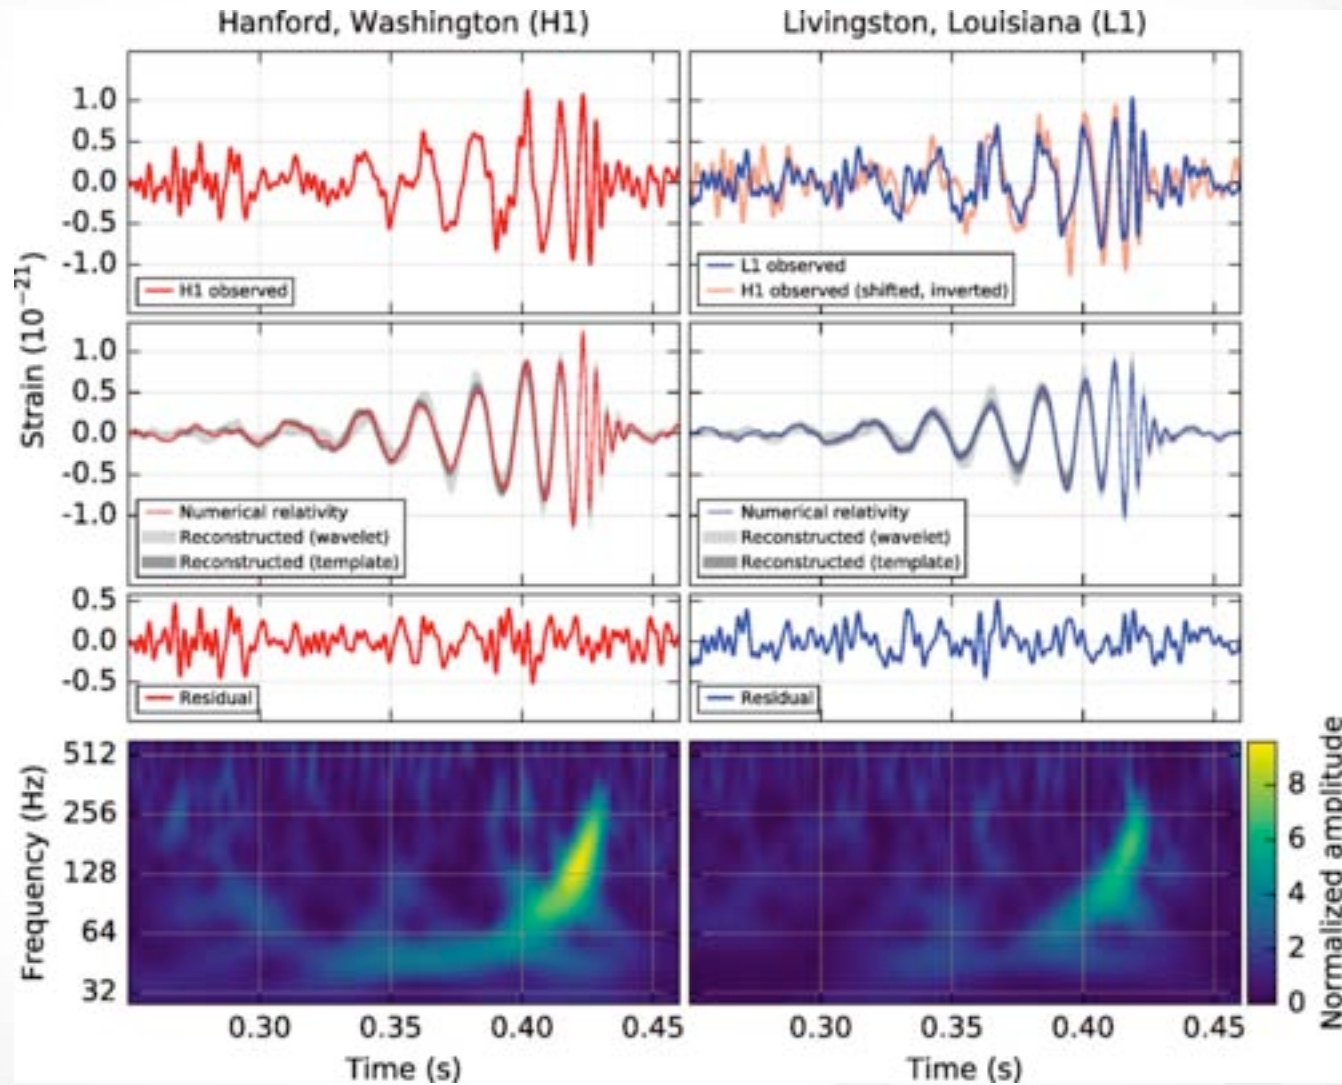 Hanford, Washington (H1)
Livingston, Louisiana (L1)
Strain (10⁻²¹)
1.0
0.5
0.0
-0.5
-1.0
H1 observed
L1 observed
H1 observed (shifted, inverted)
1.0
0.5
0.0
-0.5
-1.0
Numerical relativity
Reconstructed (wavelet)
Reconstructed (template)
Numerical relativity
Reconstructed (wavelet)
Reconstructed (template)
0.5
0.0
-0.5
Residual
Residual
Frequency (Hz)
512
256
128
64
32
Normalized amplitude
8
6
4
2
0
0.30 0.35 0.40 0.45
0.30 0.35 0.40 0.45
Time (s)
Time (s)